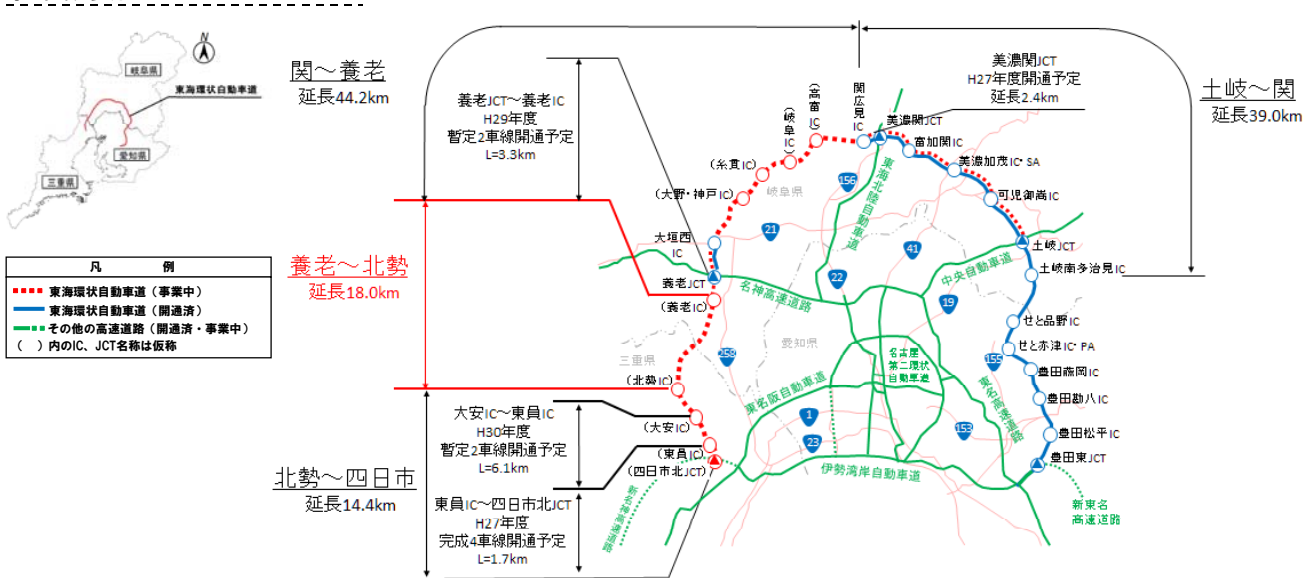 N
岐阜県
東海環状自動車道
愛知県
三重県
凡 例
東海環状自動車道（事業中）
東海環状自動車道（開通済）
その他の高速道路（開通済・事業中）
（ ）内のIC、JCT名称は仮称
関～養老
延長44.2km
養老～北勢
延長18.0km
北勢～四日市
延長14.4km
土岐～関
延長39.0km
養老JCT～養老IC
H29年度
暫定2車線開通予定
L=3.3km
大安IC～東員IC
H30年度
暫定2車線開通予定
L=6.1km
東員IC～四日市北JCT
H27年度
完成4車線開通予定
L=1.7km
美濃関JCT
H27年度開通予定
延長2.4km
関広見IC
(高富IC)
(岐阜IC)
(糸貫IC)
(大野・神戸IC)
大垣西
IC
養老JCT
(養老IC)
(北勢IC)
(大安IC)
(東員IC)
(四日市北JCT)
美濃関JCT
富加関IC
美濃加茂IC・SA
可児御嵩IC
土岐JCT
土岐南多治見IC
せと品野IC
せと赤津IC・PA
豊田藤岡IC
豊田勘八IC
豊田松平IC
豊田東JCT
岐阜県
三重県
愛知県
156
21
41
22
19
258
155
1
23
153
東海北陸自動車道
中央自動車道
名神高速道路
名古屋
第二環状
自動車道
東名阪自動車道
東名高速道路
伊勢湾岸自動車道
新名神高速道路
新東名
高速道路